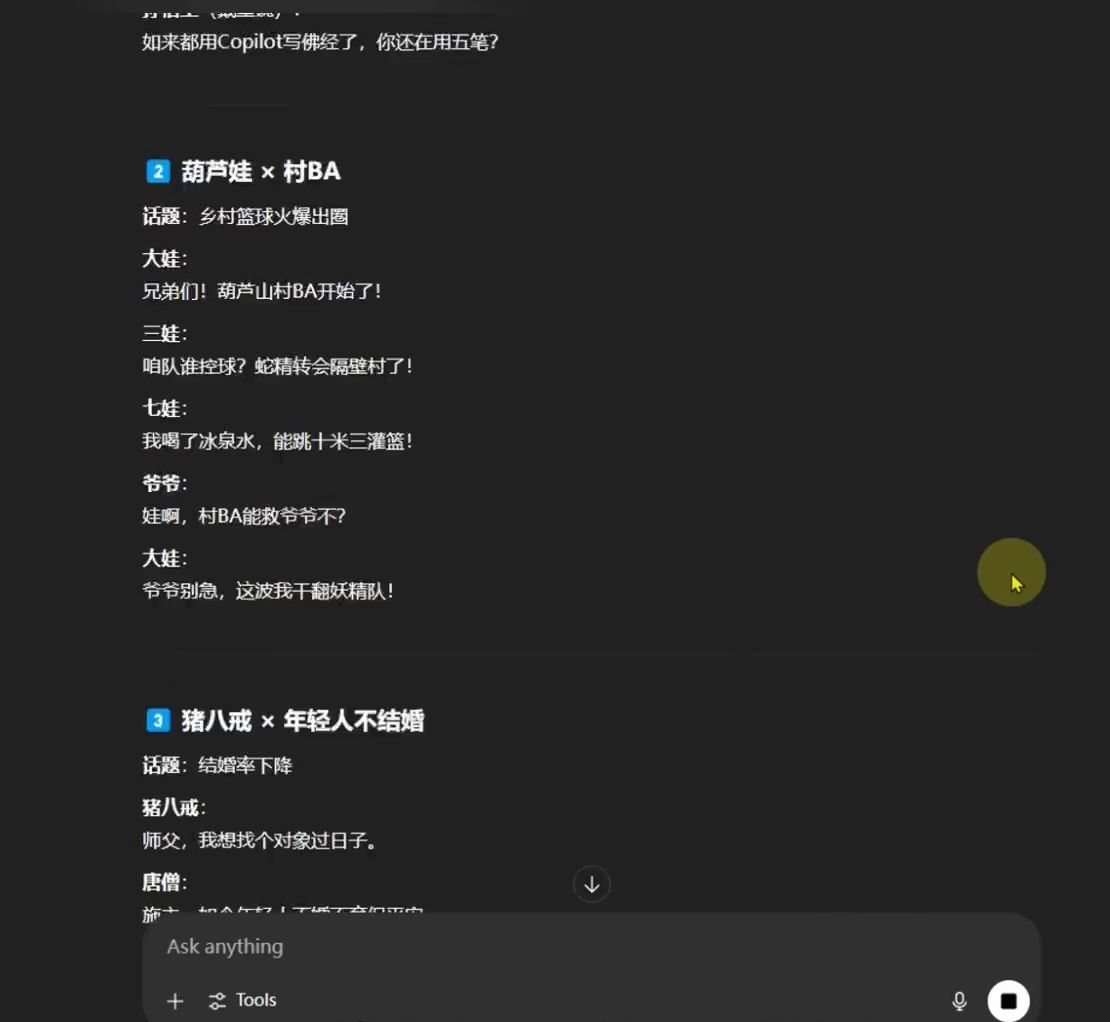 如来都用Copilot写佛经了，你还在用五笔？
2 葫芦娃 × 村BA
话题：乡村篮球火爆出圈
大娃：
兄弟们！葫芦山村BA开始了！
三娃：
咱队谁控球？蛇精转会隔壁村了！
七娃：
我喝了冰泉水，能跳十米三灌篮！
爷爷：
娃啊，村BA能救爷爷不？
大娃：
爷爷别急，这波我干翻妖精队！
3 猪八戒 × 年轻人不结婚
话题：结婚率下降
猪八戒：
师父，我想找个对象过日子。
唐僧：
Ask anything
Tools